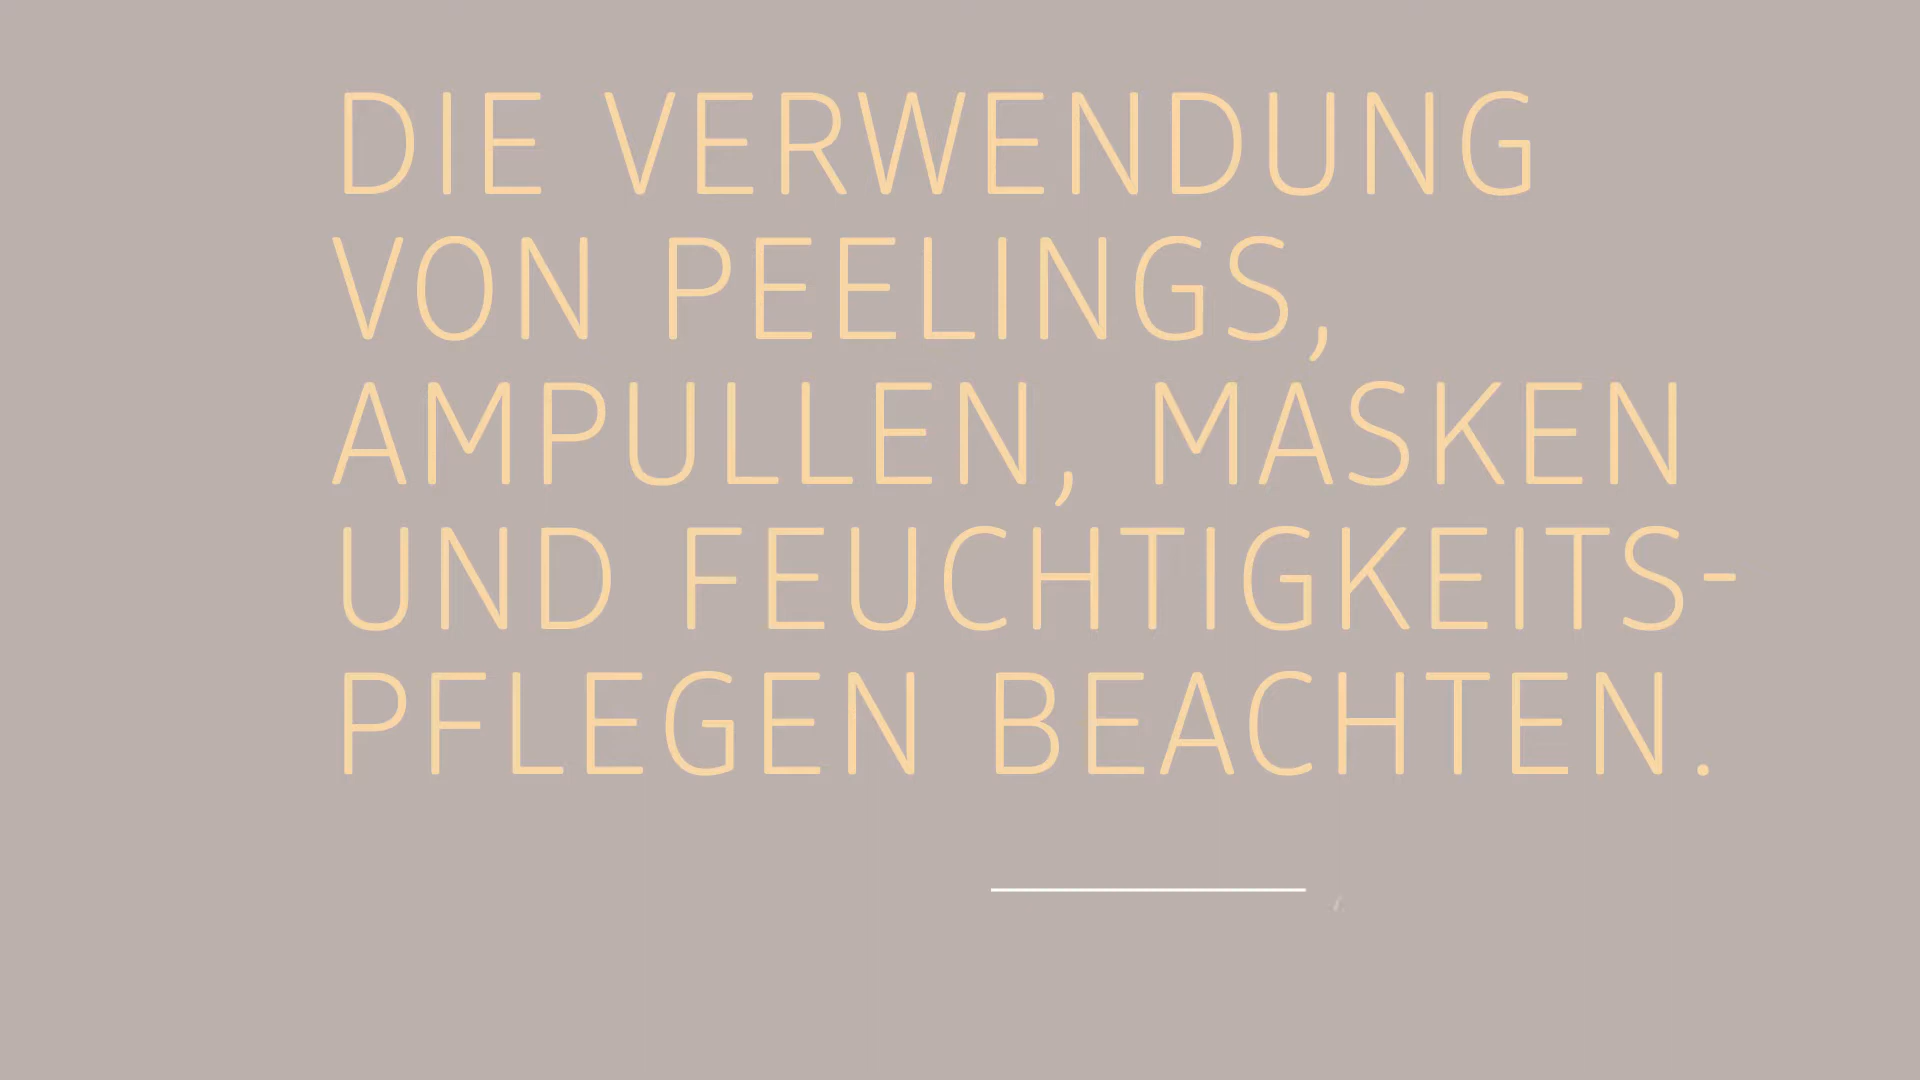 DIE VERWENDUNG
VON PEELINGS,
AMPULLEN, MASKEN
UND FEUCHTIGKEITS-
PFLEGEN BEACHTEN.